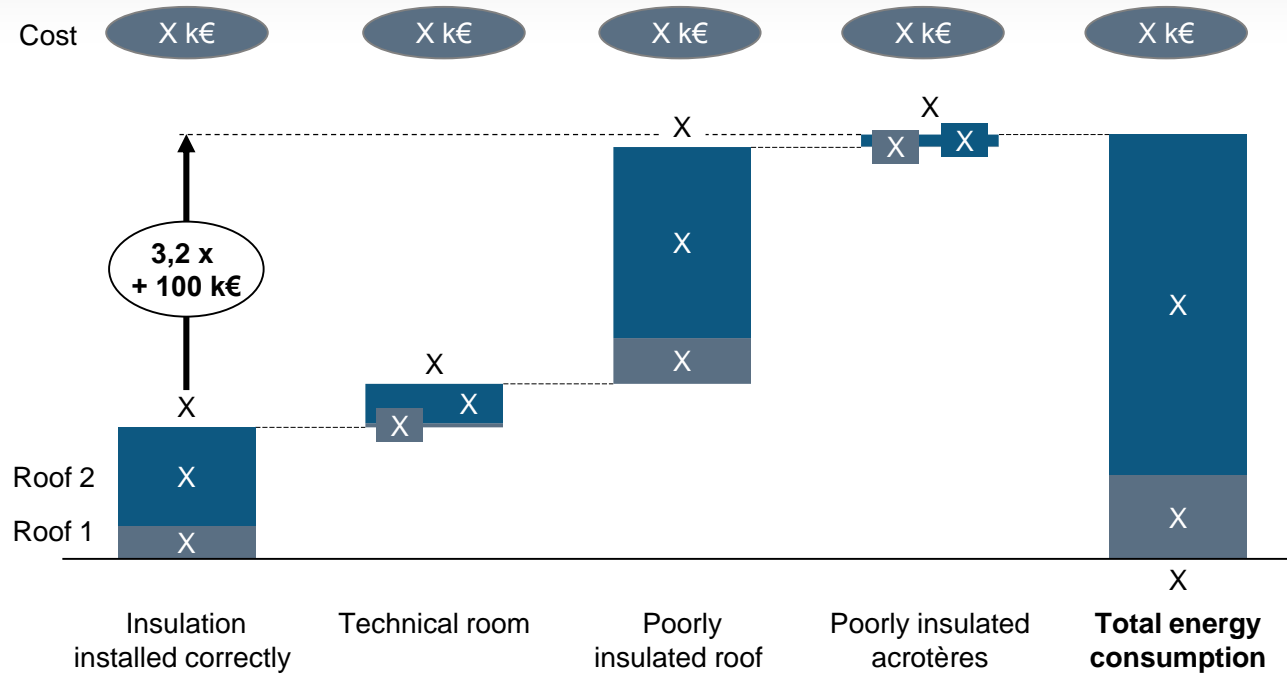 Cost
X k€
X k€
X k€
X k€
X k€
X
X
X
X
X
X
3,2 x
+ 100 k€
X
X
X
X
X
X
X
Roof 2
X
Roof 1
X
X
X
Insulation
installed correctly
Technical room
Poorly
insulated roof
Poorly insulated
acrotères
Total energy
consumption